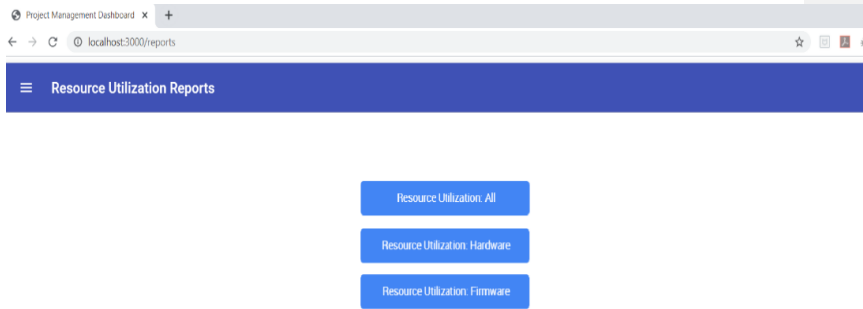 Project Management Dashboard
localhost:3000/reports
Resource Utilization Reports
Resource Utilization: All
Resource Utilization: Hardware
Resource Utilization: Firmware